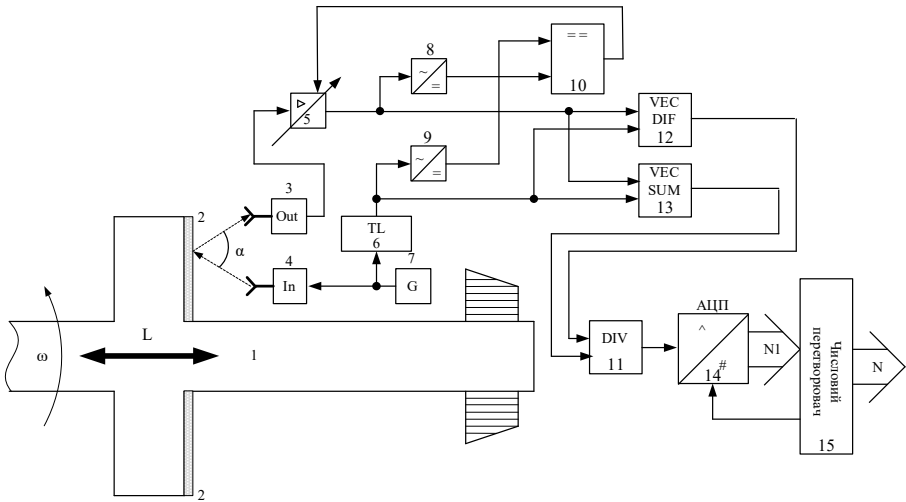 8
= =
10
5
VEC
DIF
12
9
~
=
~
=
VEC
SUM
13
3
Out
2
TL
6
7
α
4
In
G
АЦП
^
#
14
L
ω
1
DIV
11
N1
Числовий
перетворювач
N
15
2